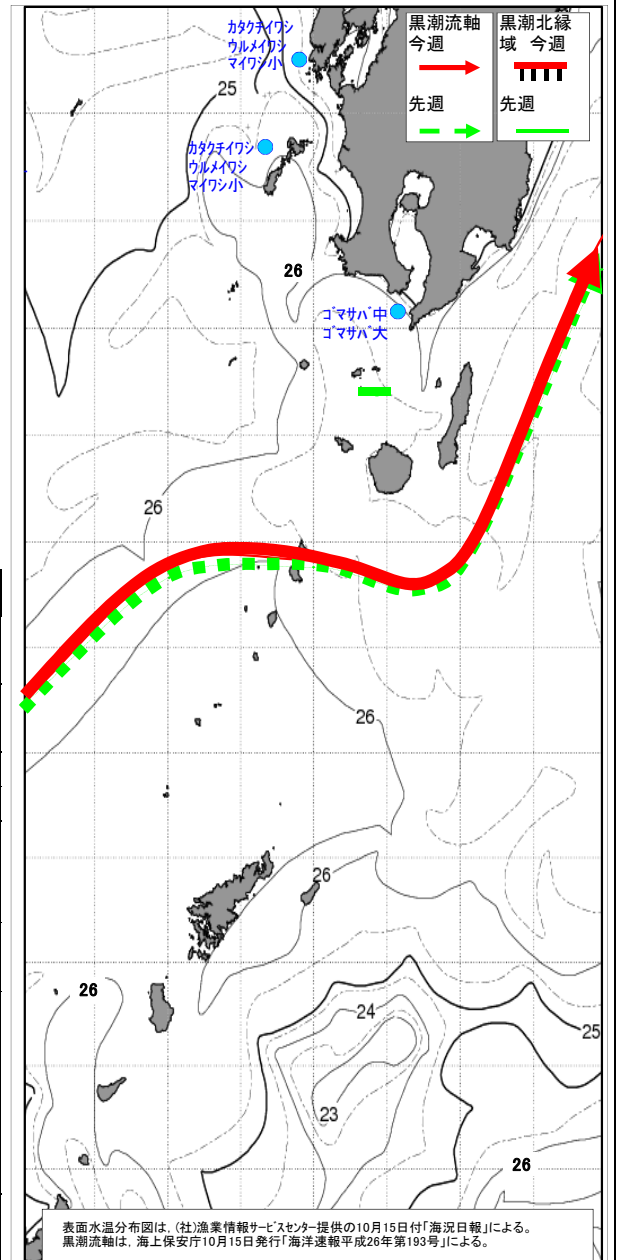 カタクチイワシ
ウルメイワシ
マイワシ小
黒潮流軸
今週
先週
黒潮北縁
域 今週
先週
25
カタクチイワシ
ウルメイワシ
マイワシ小
26
ゴマサバ中
ゴマサバ大
26
26
26
26
24
25
23
26
表面水温分布図は,(社)漁業情報サービスセンター提供の10月15日付「海況日報」による。
黒潮流軸は,海上保安庁10月15日発行「海洋速報平成26年第193号」による。